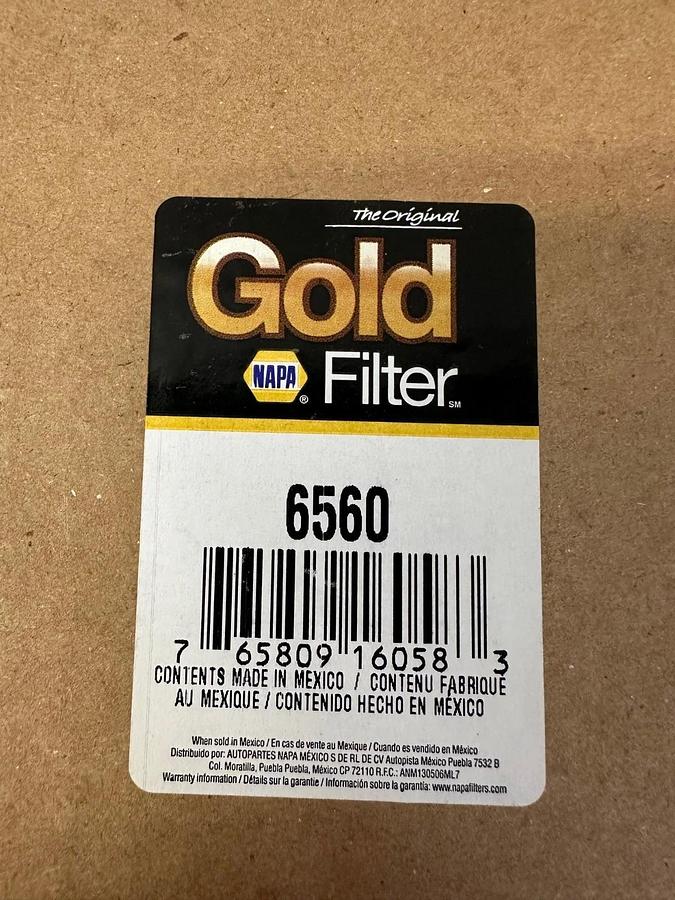 The Original
Gold
NAPA® Filter℠
6560
7 65809 16058 3
CONTENTS MADE IN MEXICO / CONTENU FABRIQUÉ
AU MEXIQUE / CONTENIDO HECHO EN MÉXICO
When sold in Mexico / En cas de vente au Mexique / Cuando es vendido en México
Distribuido por: AUTOPARTES NAPA MÉXICO S DE RL DE CV Autopista México Puebla 7532 B
Col. Moratilla, Puebla Puebla, México CP 72110 R.F.C.: ANM130506ML7
Warranty information / Détails sur la garantie / Información sobre la garantía: www.napafilters.com